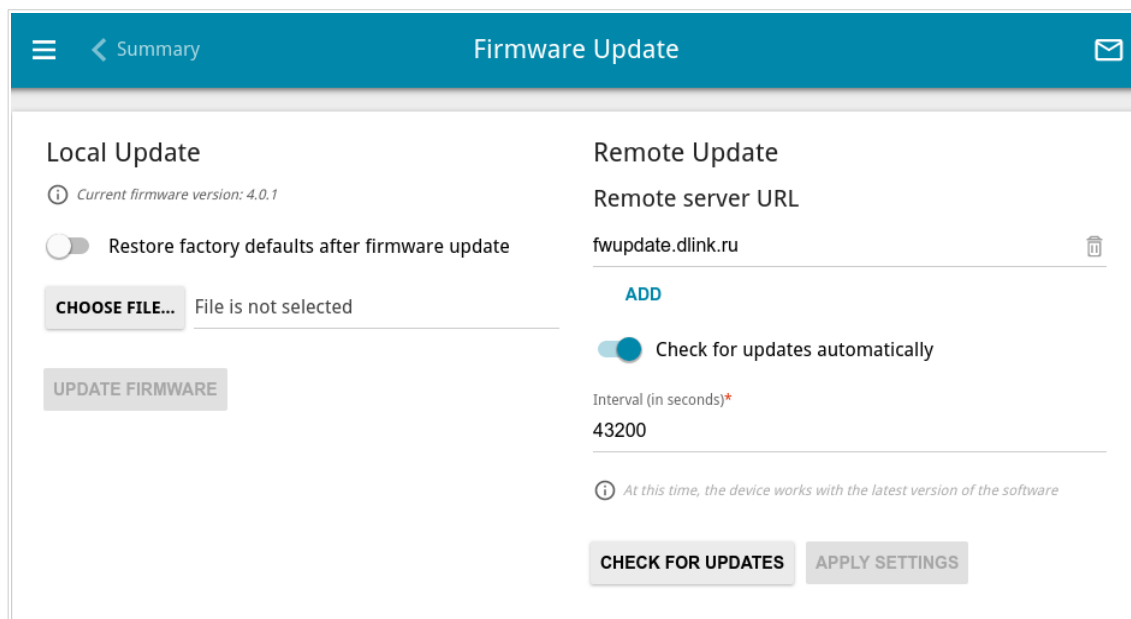 Summary
Firmware Update
Local Update
Current firmware version: 4.0.1
Restore factory defaults after firmware update
CHOOSE FILE...
File is not selected
UPDATE FIRMWARE
Remote Update
Remote server URL
fwupdate.dlink.ru
ADD
Check for updates automatically
Interval (in seconds)*
43200
At this time, the device works with the latest version of the software
CHECK FOR UPDATES
APPLY SETTINGS